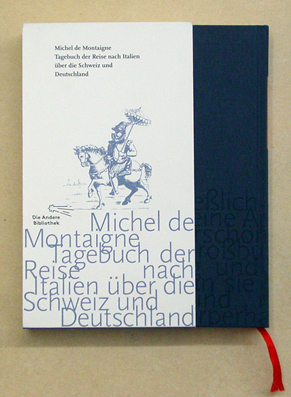 Michel de Montaigne
Tagebuch der Reise nach Italien
über die Schweiz und
Deutschland
Die Andere
Bibliothek
Michel de
Montaigne
Tagebuch der
Reise nach
Italien über die
Schweiz und
Deutschland